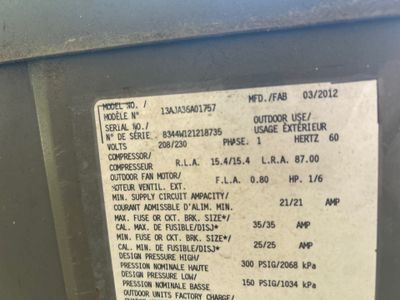 MODEL NO./ 13AJA36A01757 MFD./FAB 03/2012
MODÈLE Nº
SERIAL NO./ OUTDOOR USE/
Nº DE SÉRIE 8344W121218735 USAGE EXTÉRIEUR
VOLTS 208/230 PHASE. 1 HERTZ 60
COMPRESSOR/
COMPRESSEUR R.L.A. 15.4/15.4 L.R.A. 87.00
OUTDOOR FAN MOTOR/
MOTEUR VENTIL. EXT. F.L.A. 0.80 HP. 1/6
MIN. SUPPLY CIRCUIT AMPACITY/
COURANT ADMISSBLE D'ALIM. MIN. 21/21 AMP
MAX. FUSE OR CKT. BRK. SIZE*/
CAL. MAX. DE FUSIBLE/DISJ* 35/35 AMP
MIN. FUSE OR CKT. BRK. SIZE*/
CAL. MIN. DE FUSIBLE/DISJ* 25/25 AMP
DESIGN PRESSURE HIGH/
PRESSION NOMINALE HAUTE 300 PSIG/2068 kPa
DESIGN PRESSURE LOW/
PRESSION NOMINALE BASSE 150 PSIG/1034 kPa
OUTDOOR UNITS FACTORY CHARGE/